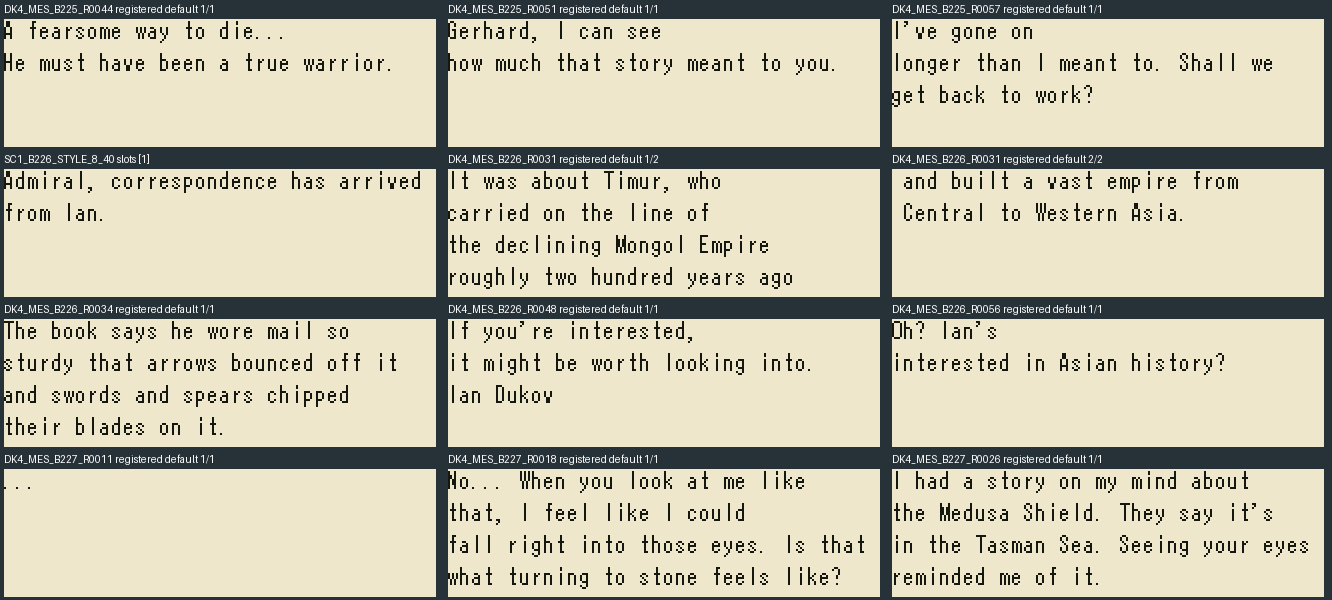 DK4_MES_B225_R0044 registered default 1/1
A fearsome way to die...
He must have been a true warrior.
DK4_MES_B225_R0051 registered default 1/1
Gerhard, I can see
how much that story meant to you.
DK4_MES_B225_R0057 registered default 1/1
I've gone on
longer than I meant to. Shall we
get back to work?
SC1_B226_STYLE_8_40 slots [1]
Admiral, correspondence has arrived
from Ian.
DK4_MES_B226_R0031 registered default 1/2
It was about Timur, who
carried on the line of
the declining Mongol Empire
roughly two hundred years ago
DK4_MES_B226_R0031 registered default 2/2
and built a vast empire from
Central to Western Asia.
DK4_MES_B226_R0034 registered default 1/1
The book says he wore mail so
sturdy that arrows bounced off it
and swords and spears chipped
their blades on it.
DK4_MES_B226_R0048 registered default 1/1
If you're interested,
it might be worth looking into.
Ian Dukov
DK4_MES_B226_R0056 registered default 1/1
Oh? Ian's
interested in Asian history?
DK4_MES_B227_R0011 registered default 1/1
...
DK4_MES_B227_R0018 registered default 1/1
No... When you look at me like
that, I feel like I could
fall right into those eyes. Is that
what turning to stone feels like?
DK4_MES_B227_R0026 registered default 1/1
I had a story on my mind about
the Medusa Shield. They say it's
in the Tasman Sea. Seeing your eyes
reminded me of it.